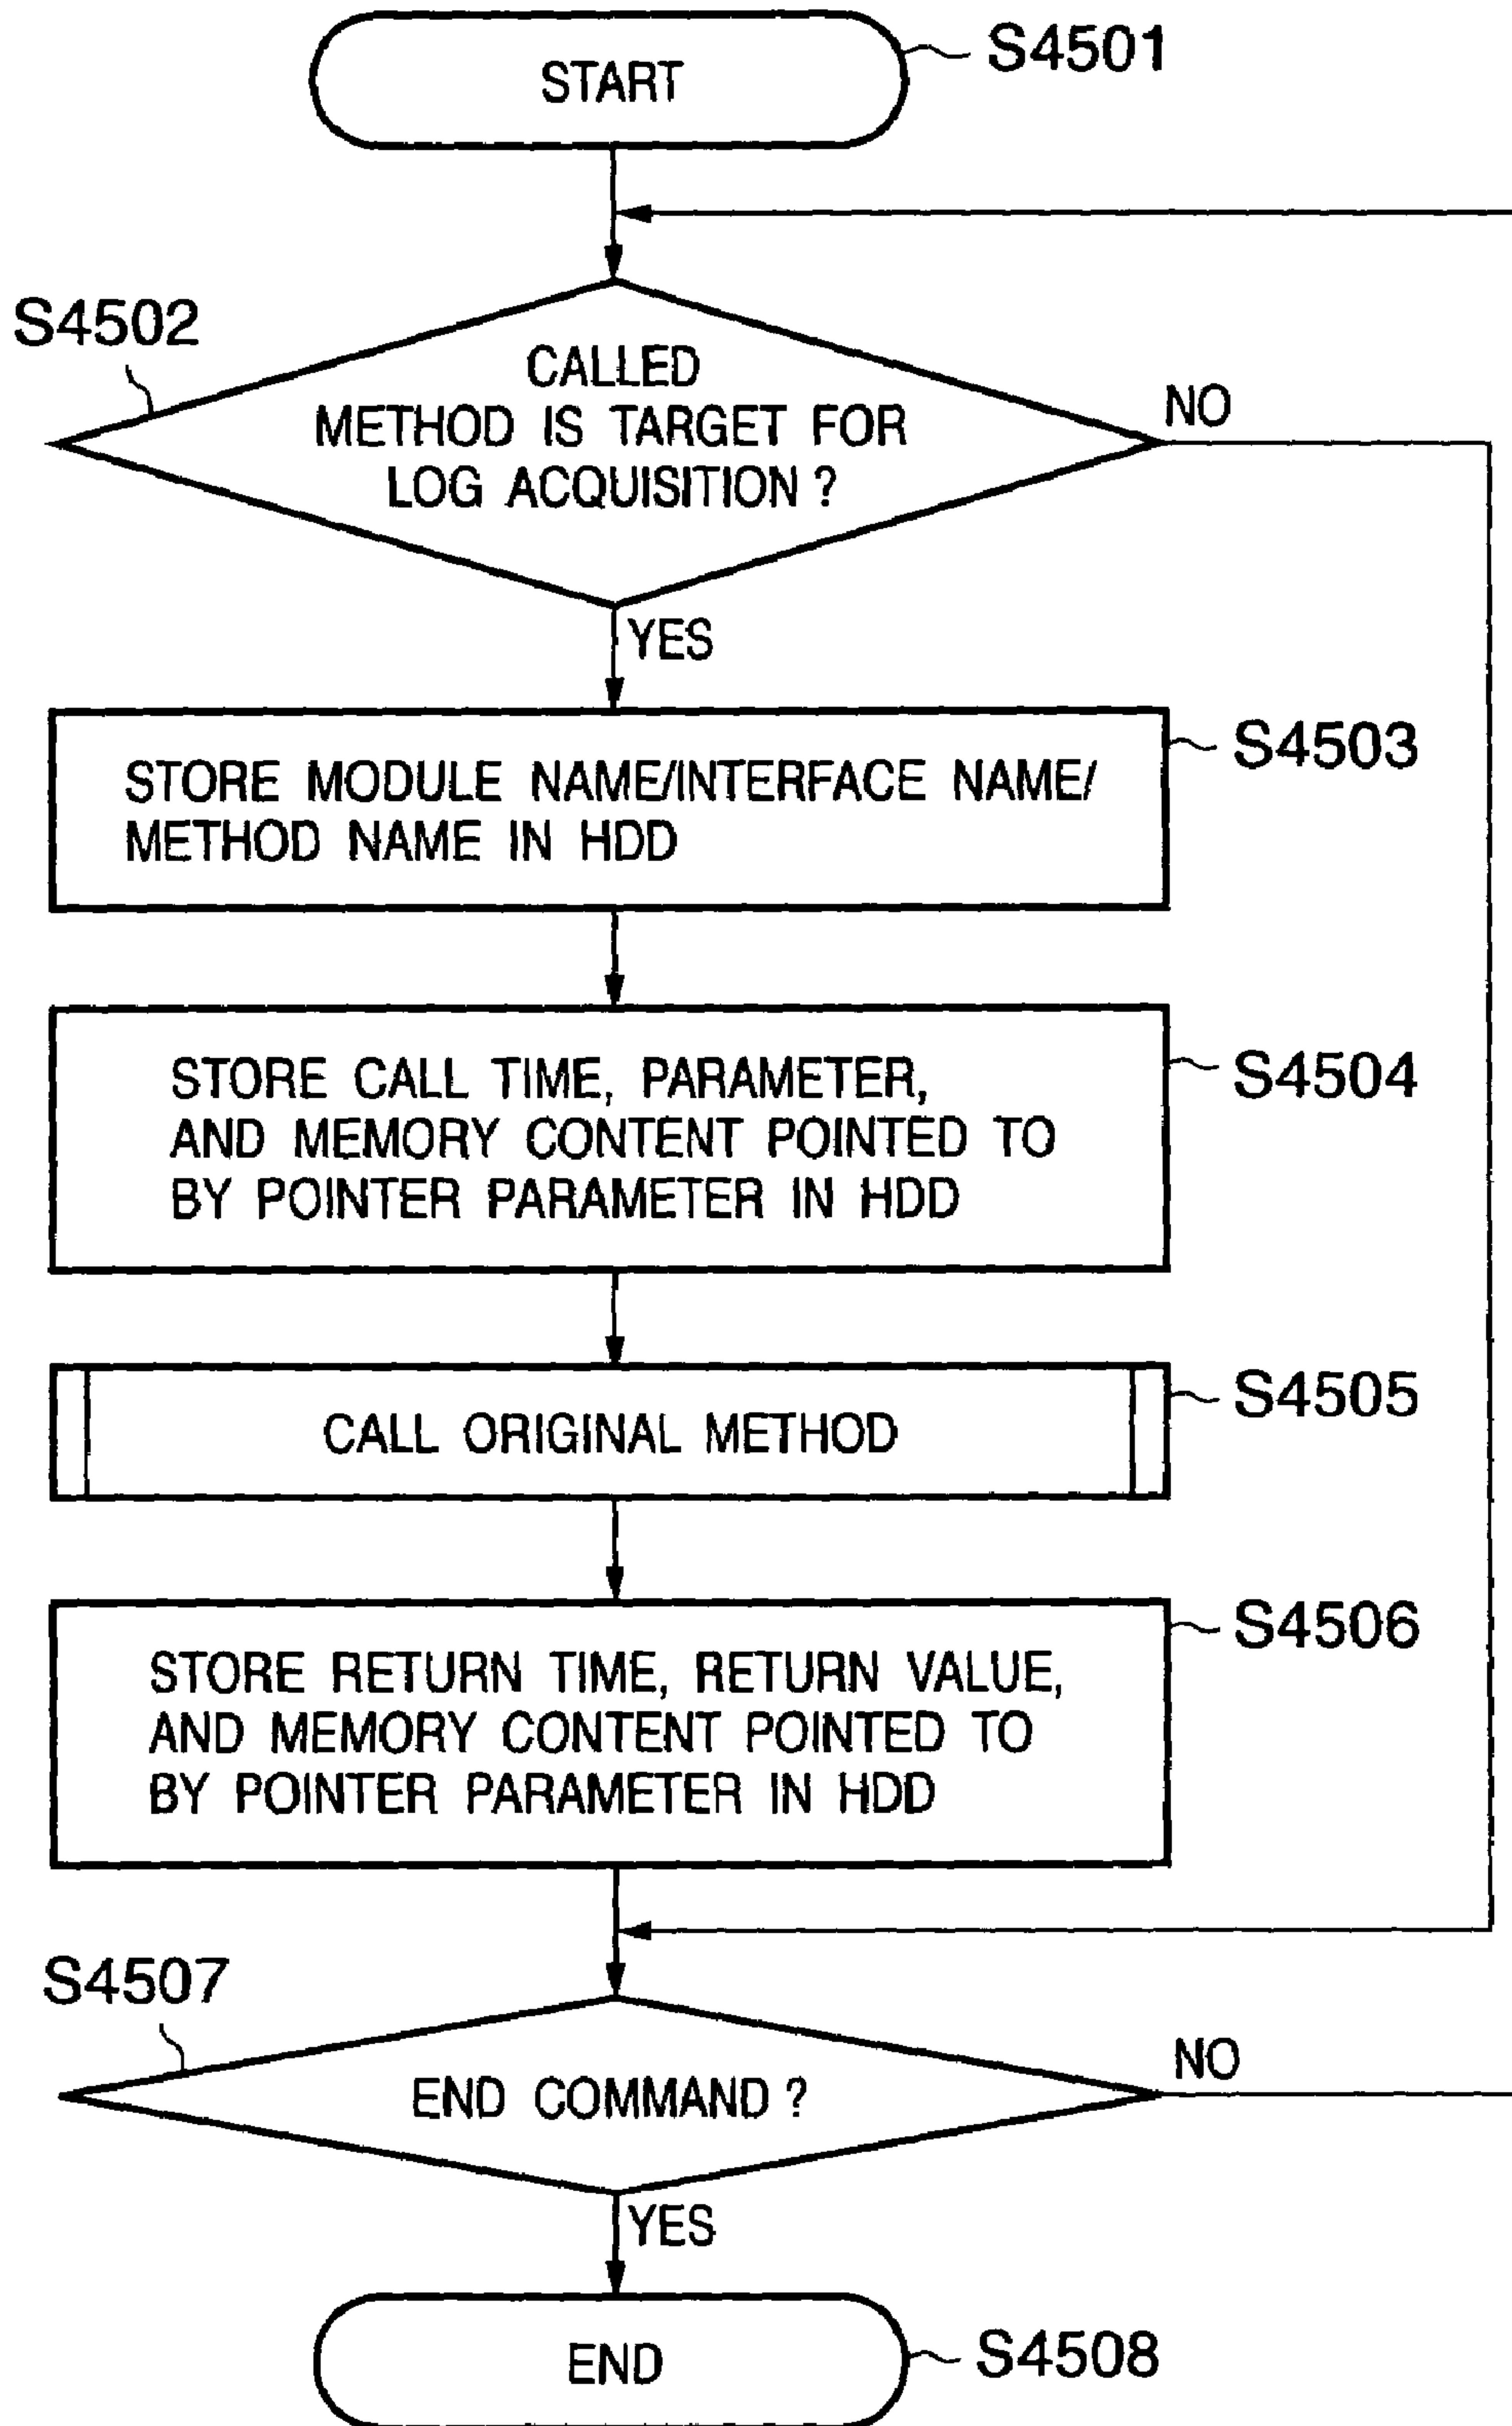 START
S4501
S4502
CALLED
METHOD IS TARGET FOR
LOG ACQUISITION ?
NO
YES
STORE MODULE NAME/INTERFACE NAME/
METHOD NAME IN HDD
S4503
STORE CALL TIME, PARAMETER,
AND MEMORY CONTENT POINTED TO
BY POINTER PARAMETER IN HDD
S4504
CALL ORIGINAL METHOD
S4505
STORE RETURN TIME, RETURN VALUE,
AND MEMORY CONTENT POINTED TO
BY POINTER PARAMETER IN HDD
S4506
S4507
END COMMAND ?
NO
YES
END
S4508